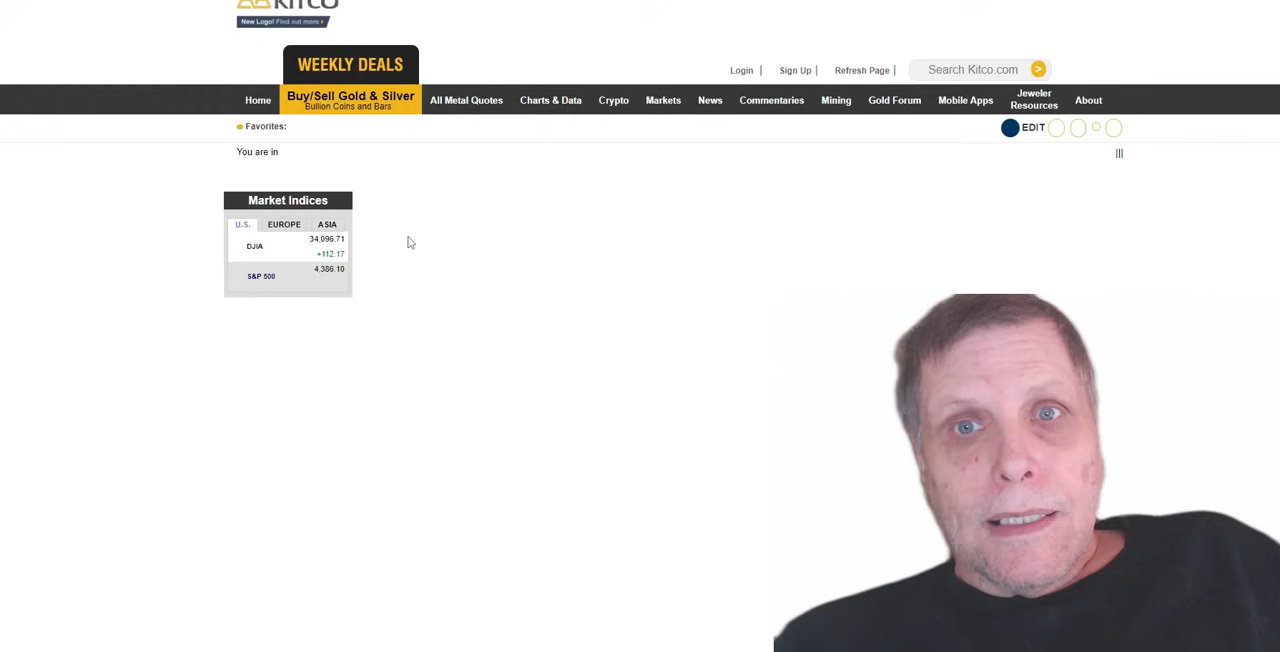 KITCO
New Logo! Find out more ›
WEEKLY DEALS
Login | Sign Up | Refresh Page | Search Kitco.com >
Home Buy/Sell Gold & Silver Bullion Coins and Bars All Metal Quotes Charts & Data Crypto Markets News Commentaries Mining Gold Forum Mobile Apps Jeweler Resources About
Favorites: EDIT
You are in
Market Indices
U.S. EUROPE ASIA
DJIA 34,096.71
+112.17
S&P 500 4,386.10